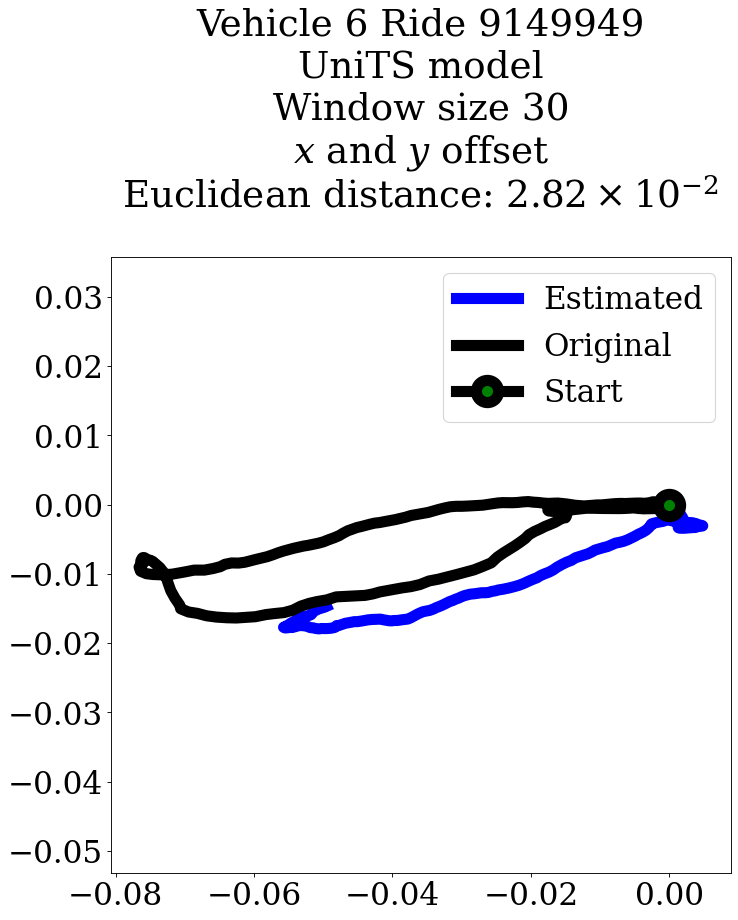 Vehicle 6 Ride 9149949
UniTS model
Window size 30
x and y offset
Euclidean distance: 2.82 × 10⁻²
Estimated
Original
Start
0.03
0.02
0.01
0.00
−0.01
−0.02
−0.03
−0.04
−0.05
−0.08 −0.06 −0.04 −0.02 0.00